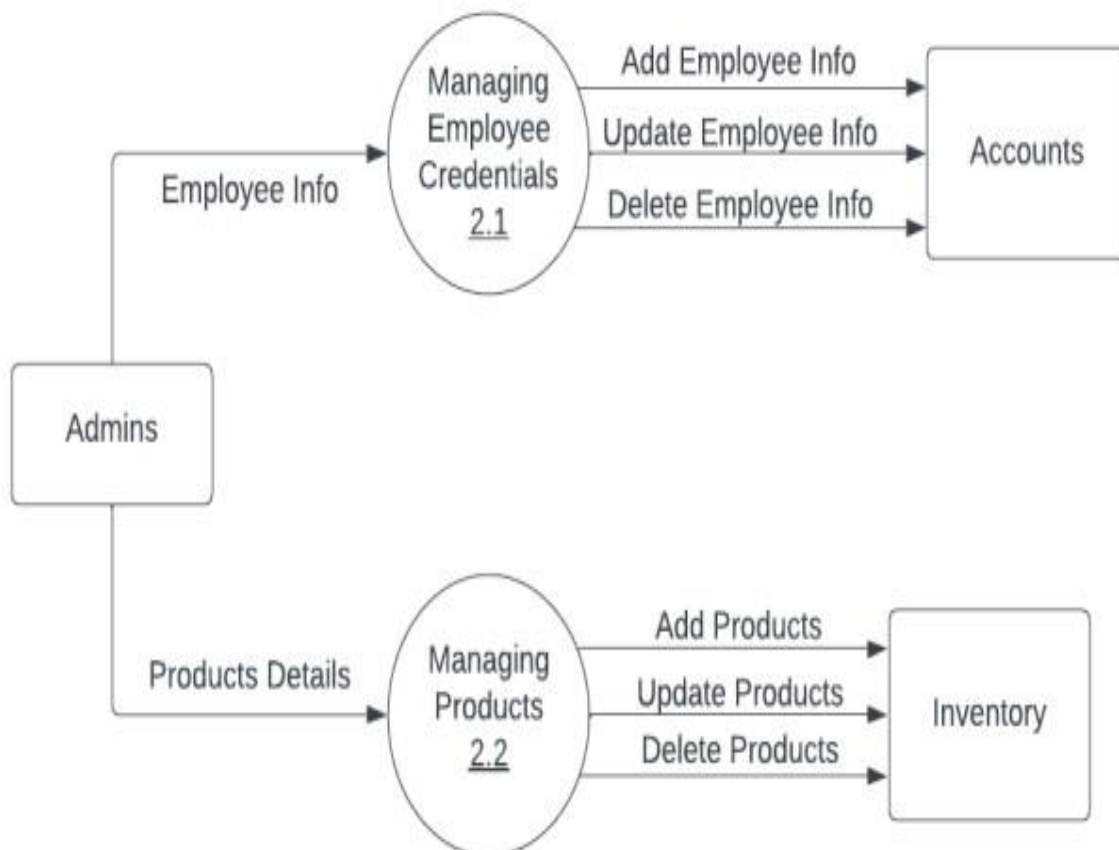 Managing
Employee
Credentials
2.1
Add Employee Info
Update Employee Info
Delete Employee Info
Accounts
Employee Info
Admins
Products Details
Managing
Products
2.2
Add Products
Update Products
Delete Products
Inventory